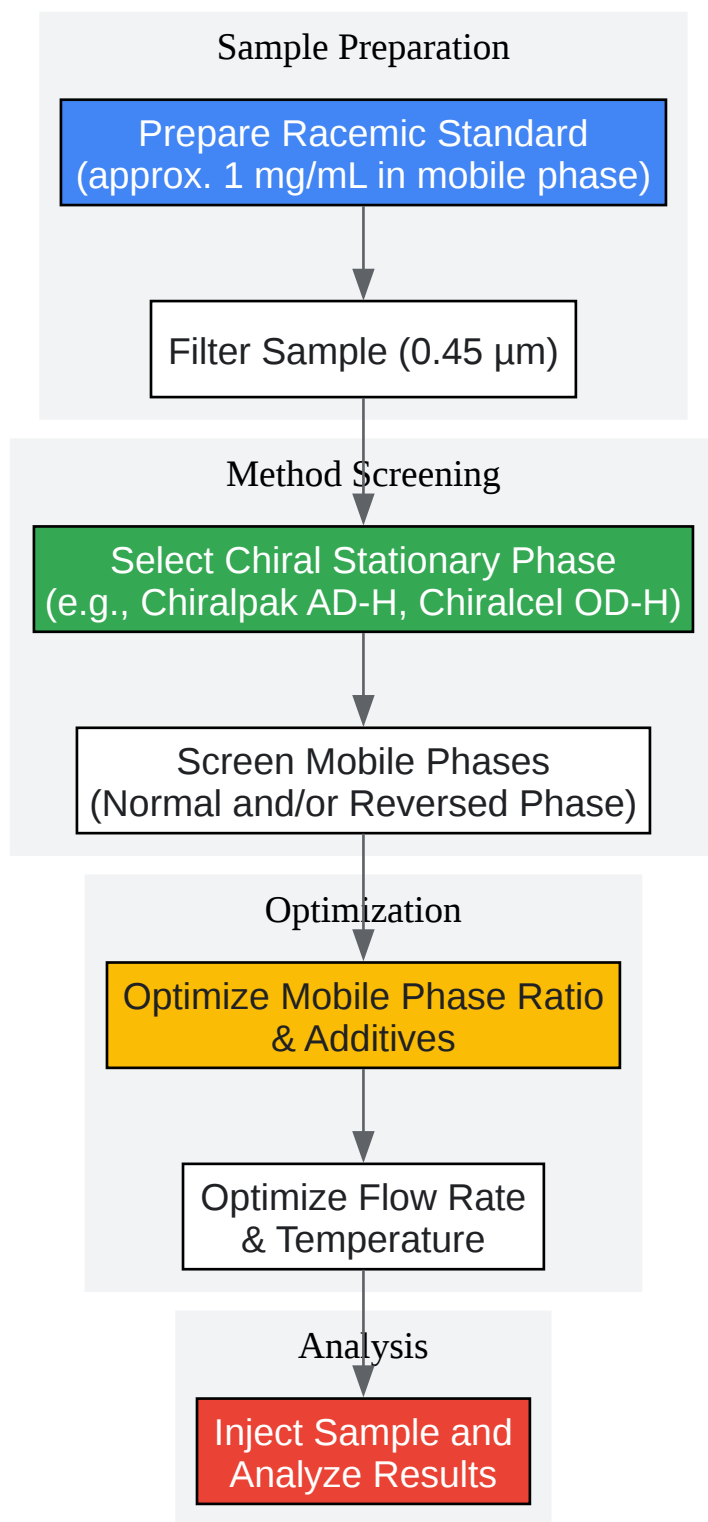 Sample Preparation
Prepare Racemic Standard
(approx. 1 mg/mL in mobile phase)
Filter Sample (0.45 µm)
Method Screening
Select Chiral Stationary Phase
(e.g., Chiralpak AD-H, Chiralcel OD-H)
Screen Mobile Phases
(Normal and/or Reversed Phase)
Optimization
Optimize Mobile Phase Ratio
& Additives
Optimize Flow Rate
& Temperature
Analysis
Inject Sample and
Analyze Results